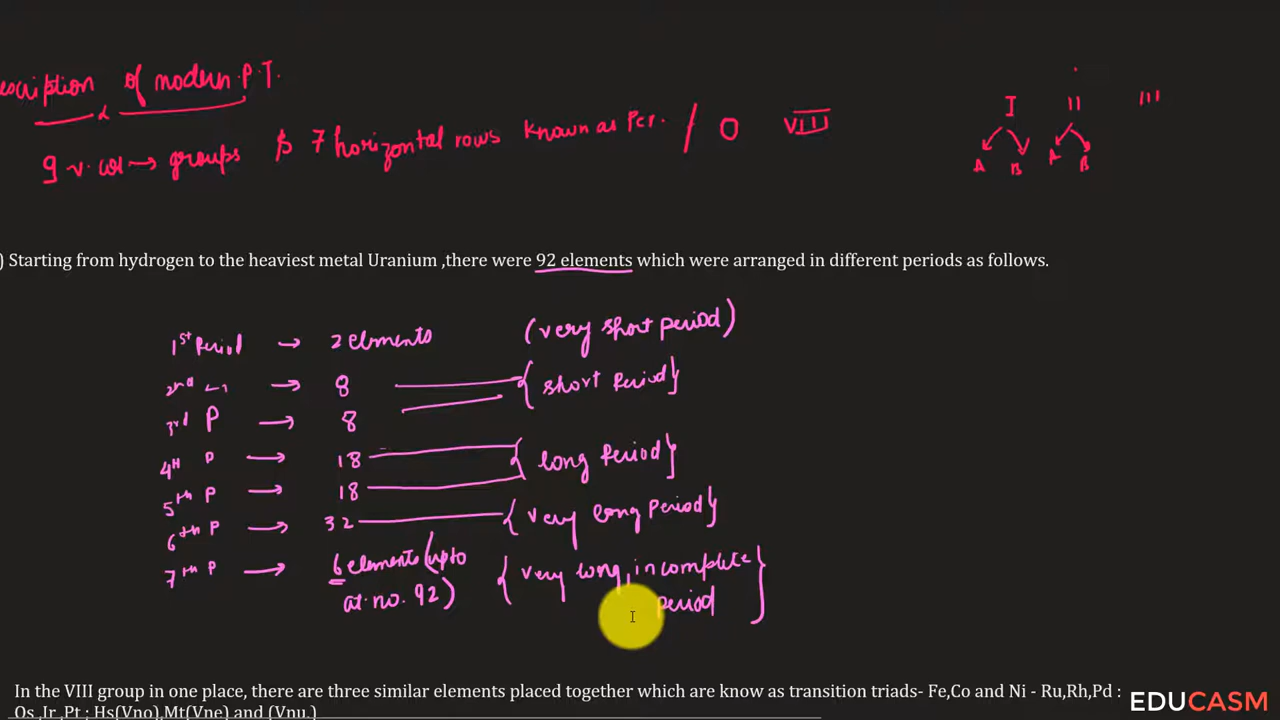 escription of modern P.T.
9 v. col → groups & 7 horizontal rows known as Per. / 0 VIII
I II III
A B A B
) Starting from hydrogen to the heaviest metal Uranium ,there were 92 elements which were arranged in different periods as follows.
1st Period → 2 elements (very short period)
2nd → 8 {short Period}
3rd P → 8
4th P → 18 {long Period}
5th P → 18
6th P → 32 {very long Period}
7th P → 6 elements (upto {very long, incomplete
at. no. 92) period}
In the VIII group in one place, there are three similar elements placed together which are know as transition triads- Fe,Co and Ni - Ru,Rh,Pd :
Os ,Ir ,Pt ; Hs(Vno),Mt(Vne) and (Vnu.)
EDUCASM